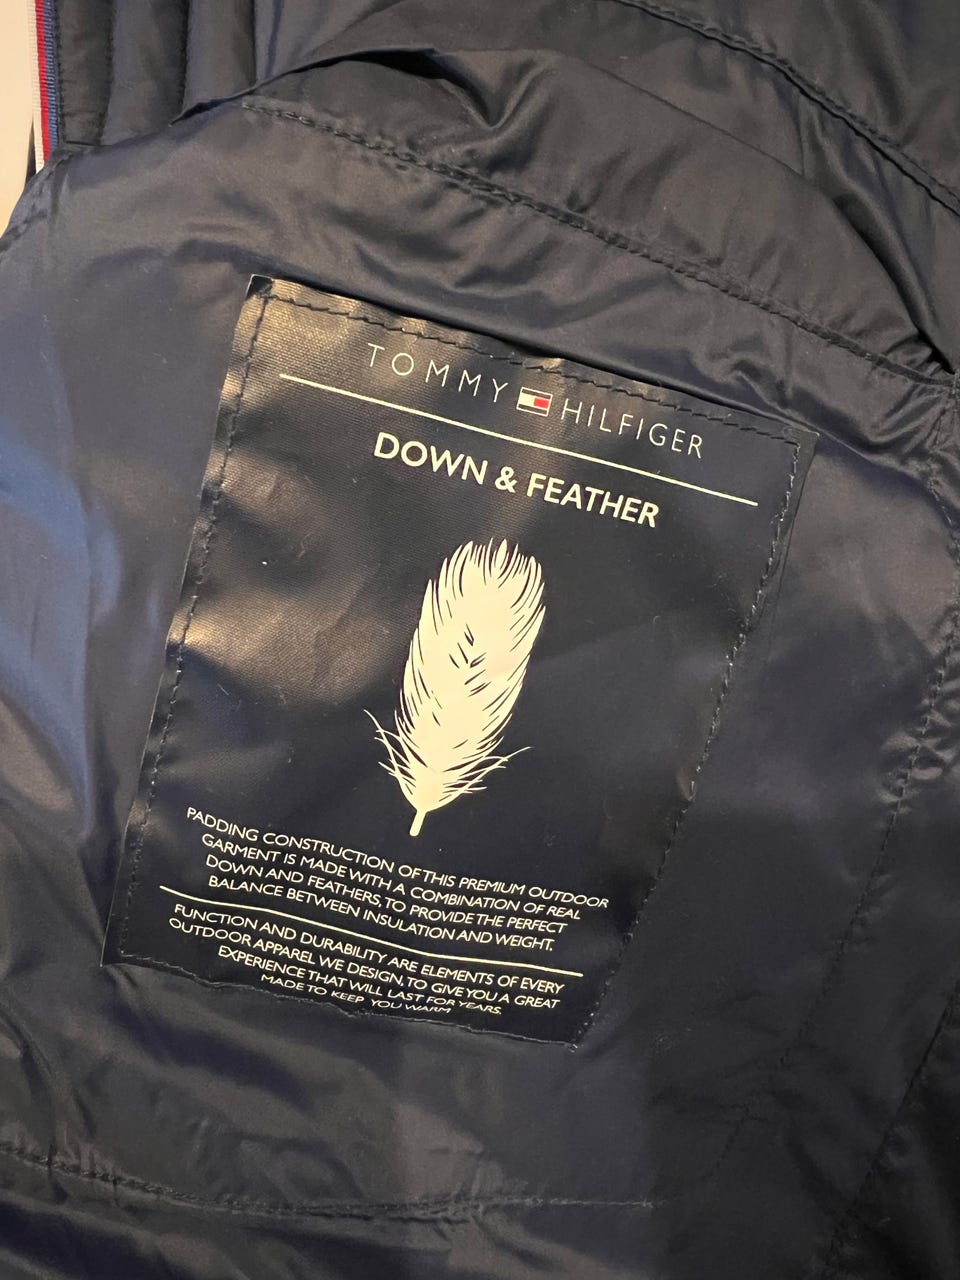 TOMMY HILFIGER
DOWN & FEATHER
PADDING CONSTRUCTION OF THIS PREMIUM OUTDOOR
GARMENT IS MADE WITH A COMBINATION OF REAL
DOWN AND FEATHERS, TO PROVIDE THE PERFECT
BALANCE BETWEEN INSULATION AND WEIGHT.
FUNCTION AND DURABILITY ARE ELEMENTS OF EVERY
OUTDOOR APPAREL WE DESIGN, TO GIVE YOU A GREAT
EXPERIENCE THAT WILL LAST FOR YEARS.
MADE TO KEEP YOU WARM